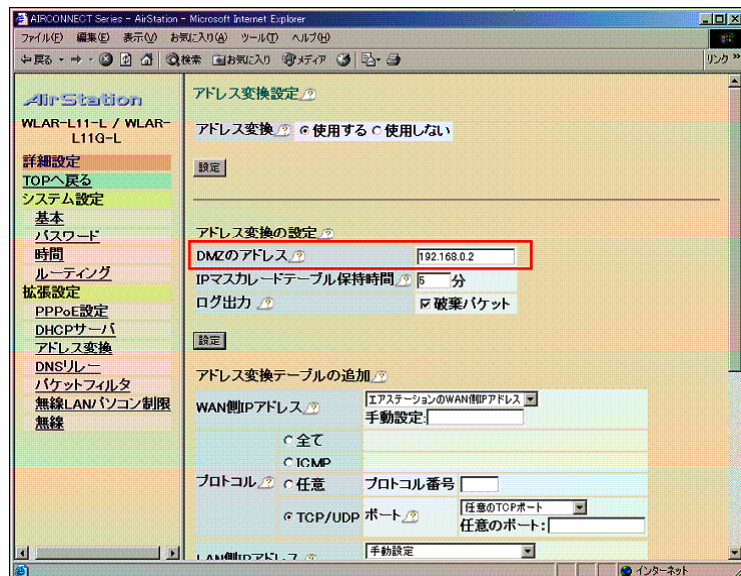 AIRCONNECT Series - AirStation - Microsoft Internet Explorer
ファイル(F) 編集(E) 表示(V) お気に入り(A) ツール(T) ヘルプ(H)
戻る 検索 お気に入り メディア リンク »
AirStation
WLAR-L11-L / WLAR-
L11G-L
詳細設定
TOPへ戻る
システム設定
基本
パスワード
時間
ルーティング
拡張設定
PPPoE設定
DHCPサーバ
アドレス変換
DNSリレー
パケットフィルタ
無線LANパソコン制限
無線
アドレス変換設定 ?
アドレス変換 ? 使用する 使用しない
設定
アドレス変換の設定 ?
DMZのアドレス ? 192.168.0.2
IPマスカレードテーブル保持時間 ? 5 分
ログ出力 ? 破棄パケット
設定
アドレス変換テーブルの追加 ?
WAN側IPアドレス ? エアステーションのWAN側IPアドレス
手動設定:
全て
ICMP
プロトコル ? 任意 プロトコル番号
TCP/UDP ポート ? 任意のTCPポート
任意のポート:
LAN側IPアドレス ? 手動設定
インターネット